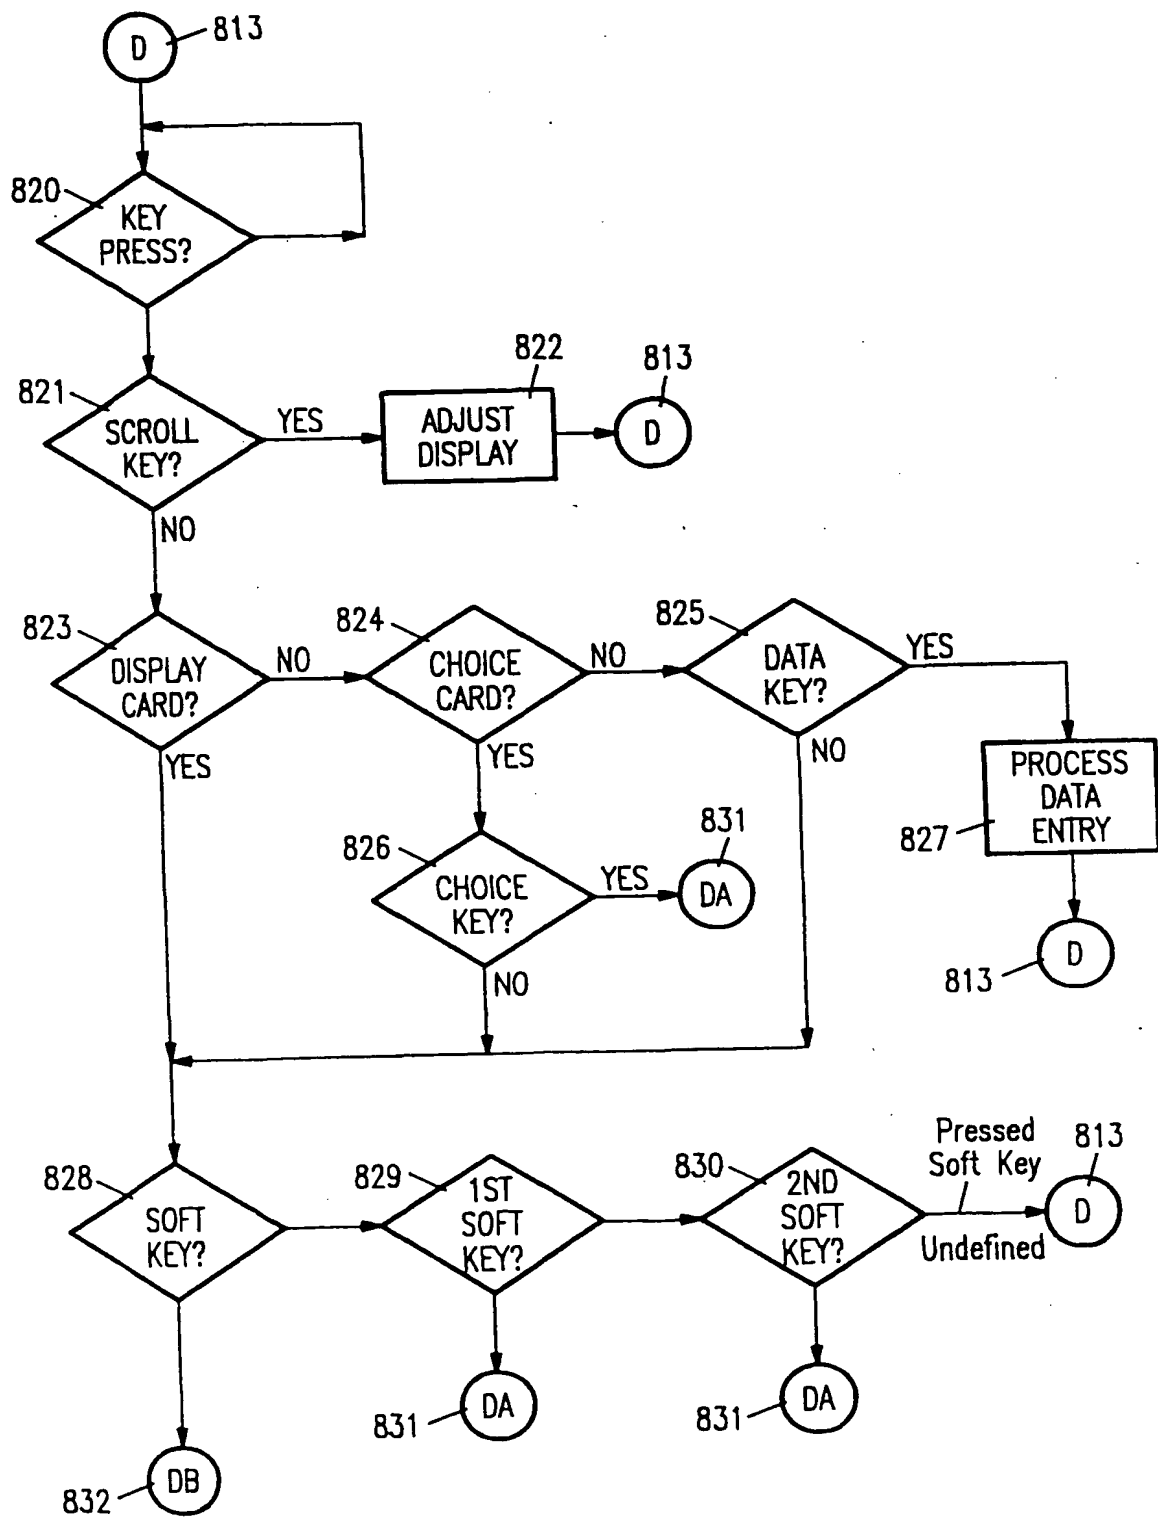 D
813
820
KEY
PRESS?
821
SCROLL
KEY?
YES
822
ADJUST
DISPLAY
813
D
NO
823
DISPLAY
CARD?
NO
824
CHOICE
CARD?
NO
825
DATA
KEY?
YES
YES
YES
NO
PROCESS
DATA
ENTRY
827
826
CHOICE
KEY?
YES
831
DA
NO
D
813
828
SOFT
KEY?
829
1ST
SOFT
KEY?
830
2ND
SOFT
KEY?
Pressed
Soft Key
Undefined
813
D
DA
831
DA
831
DB
832